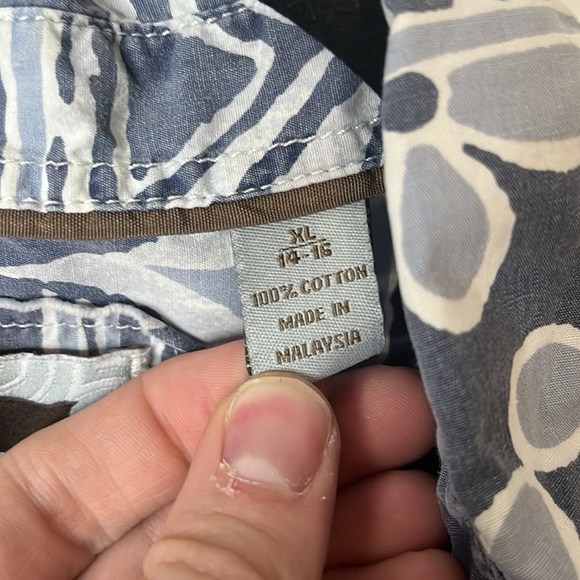 XL
14-16
100% COTTON
MADE IN
MALAYSIA